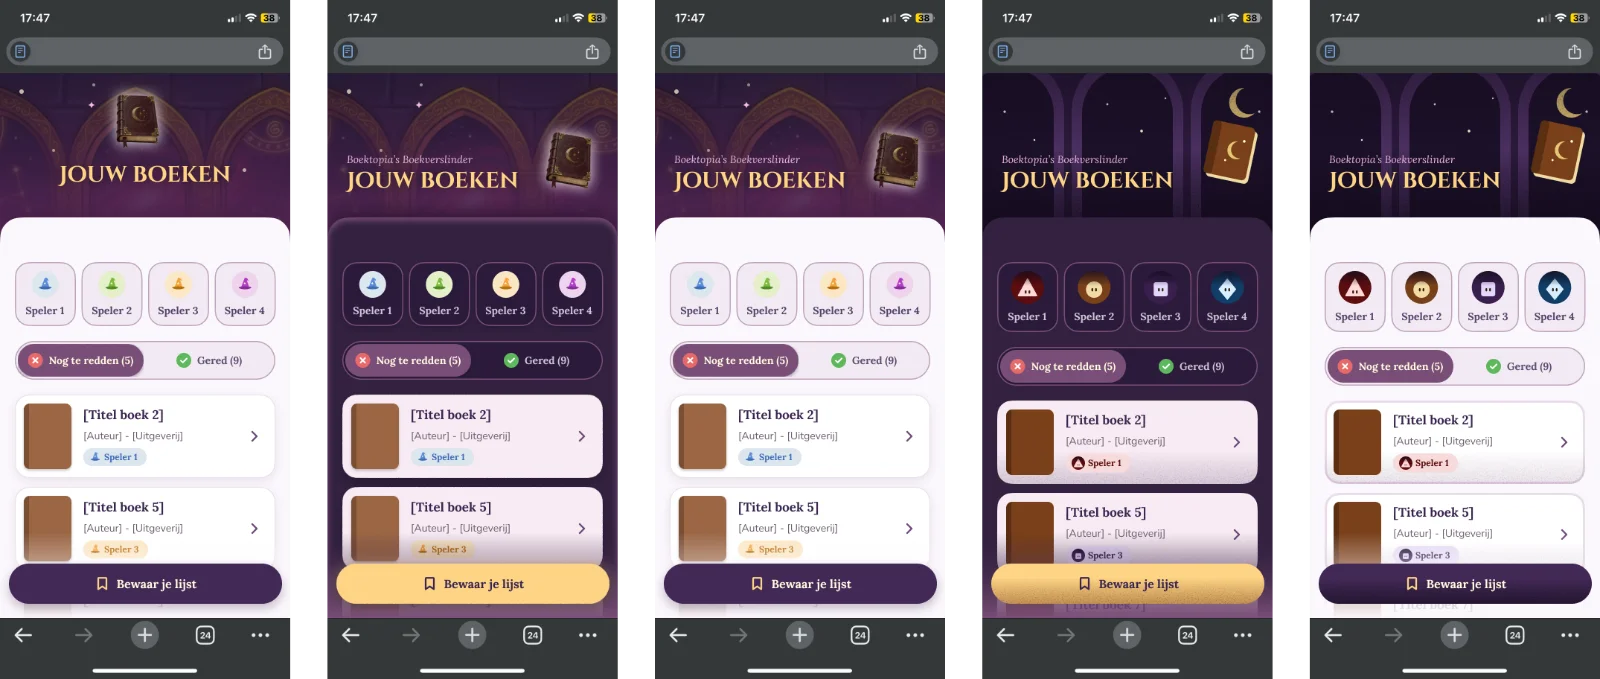 17:47
38
JOUW BOEKEN
Speler 1
Speler 2
Speler 3
Speler 4
Nog te redden (5)
Gered (9)
[Titel boek 2]
[Auteur] - [Uitgeverij]
Speler 1
[Titel boek 5]
[Auteur] - [Uitgeverij]
Speler 3
Bewaar je lijst
24
17:47
38
Boektopia's Boekverslinder
JOUW BOEKEN
Speler 1
Speler 2
Speler 3
Speler 4
Nog te redden (5)
Gered (9)
[Titel boek 2]
[Auteur] - [Uitgeverij]
Speler 1
[Titel boek 5]
[Auteur] - [Uitgeverij]
Speler 3
Bewaar je lijst
24
17:47
38
Boektopia's Boekverslinder
JOUW BOEKEN
Speler 1
Speler 2
Speler 3
Speler 4
Nog te redden (5)
Gered (9)
[Titel boek 2]
[Auteur] - [Uitgeverij]
Speler 1
[Titel boek 5]
[Auteur] - [Uitgeverij]
Speler 3
Bewaar je lijst
24
17:47
38
Boektopia's Boekverslinder
JOUW BOEKEN
Speler 1
Speler 2
Speler 3
Speler 4
Nog te redden (5)
Gered (9)
[Titel boek 2]
[Auteur] - [Uitgeverij]
Speler 1
[Titel boek 5]
[Auteur] - [Uitgeverij]
Speler 3
Bewaar je lijst
24
17:47
38
Boektopia's Boekverslinder
JOUW BOEKEN
Speler 1
Speler 2
Speler 3
Speler 4
Nog te redden (5)
Gered (9)
[Titel boek 2]
[Auteur] - [Uitgeverij]
Speler 1
[Titel boek 5]
[Auteur] - [Uitgeverij]
Speler 3
Bewaar je lijst
24